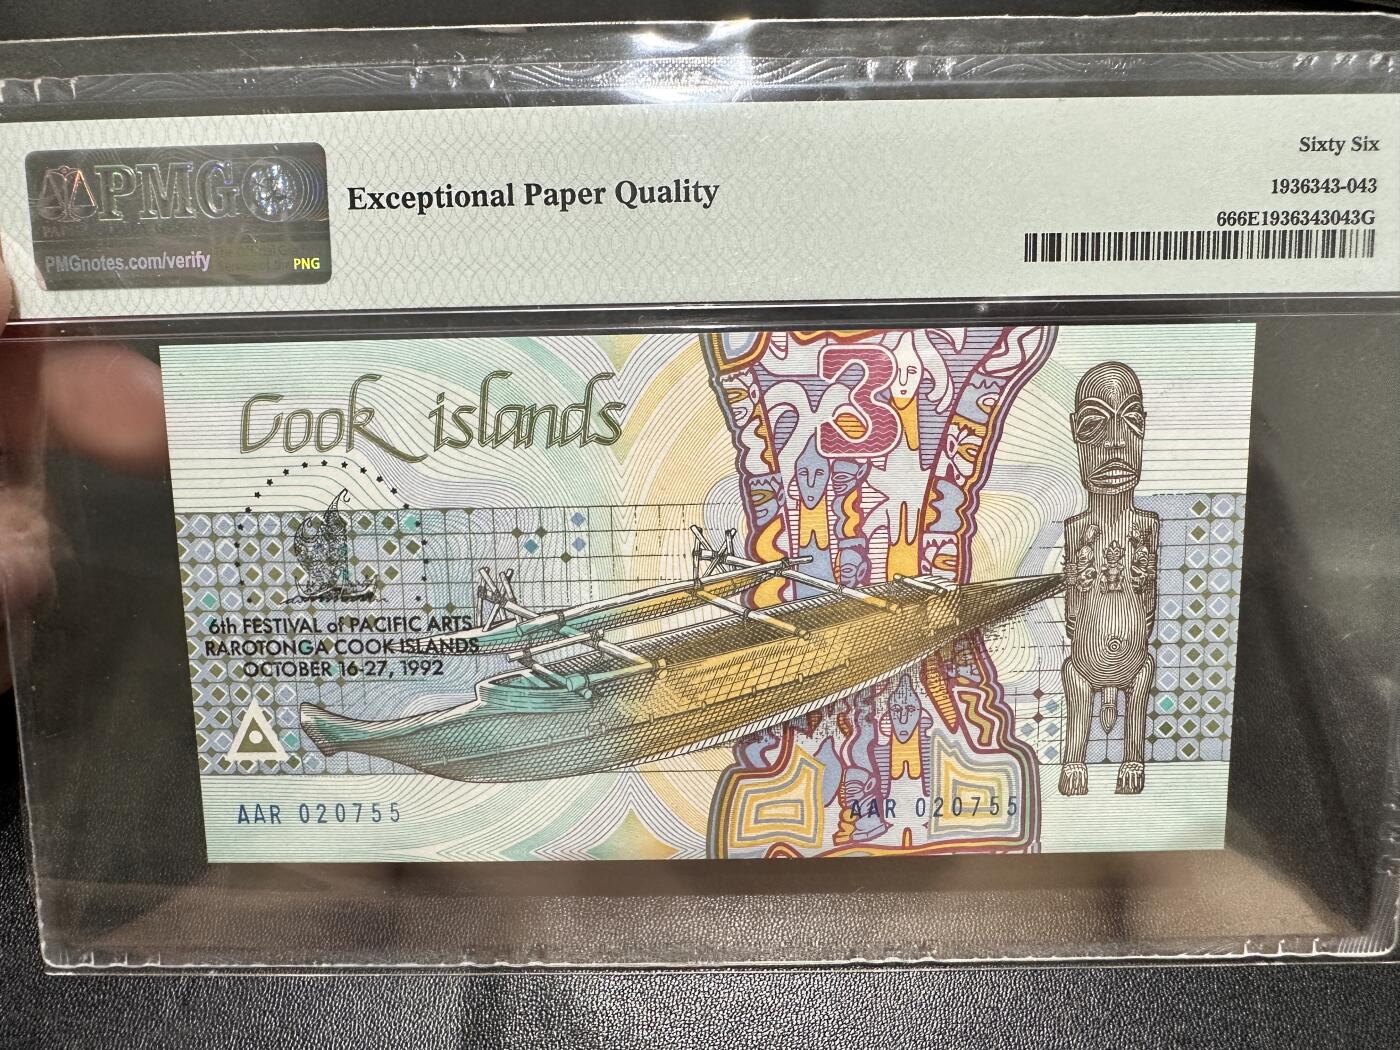 PMG
PMGnotes.com/verify
PNG
Exceptional Paper Quality
Sixty Six
1936343-043
666E1936343043G
Cook islands
3
6th FESTIVAL of PACIFIC ARTS
RAROTONGA COOK ISLANDS
OCTOBER 16-27, 1992
AAR 020755
AAR 020755